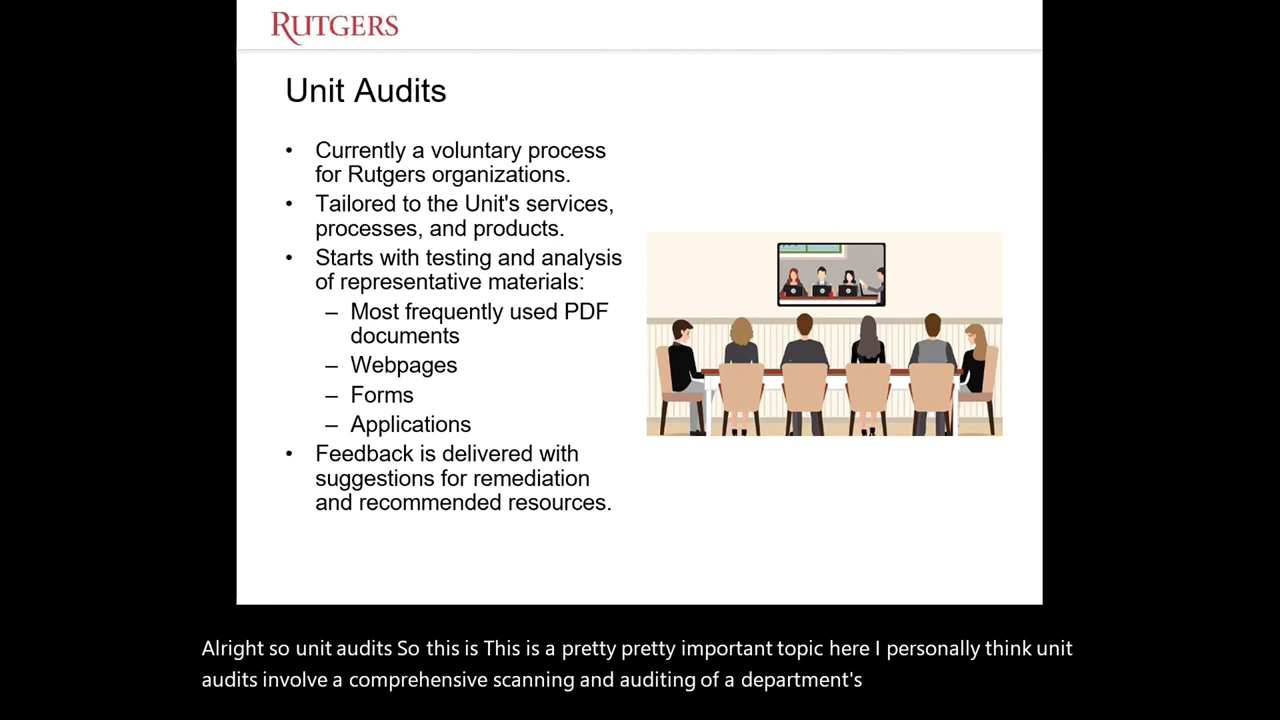 RUTGERS
Unit Audits
• Currently a voluntary process
for Rutgers organizations.
• Tailored to the Unit's services,
processes, and products.
• Starts with testing and analysis
of representative materials:
– Most frequently used PDF
documents
– Webpages
– Forms
– Applications
• Feedback is delivered with
suggestions for remediation
and recommended resources.
Alright so unit audits So this is This is a pretty pretty important topic here I personally think unit
audits involve a comprehensive scanning and auditing of a department's